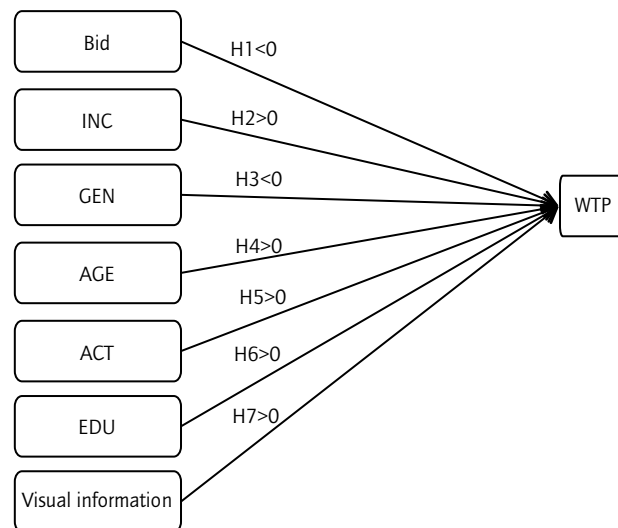 Bid
H1<0
INC
H2>0
GEN
H3<0
WTP
AGE
H4>0
ACT
H5>0
EDU
H6>0
H7>0
Visual information